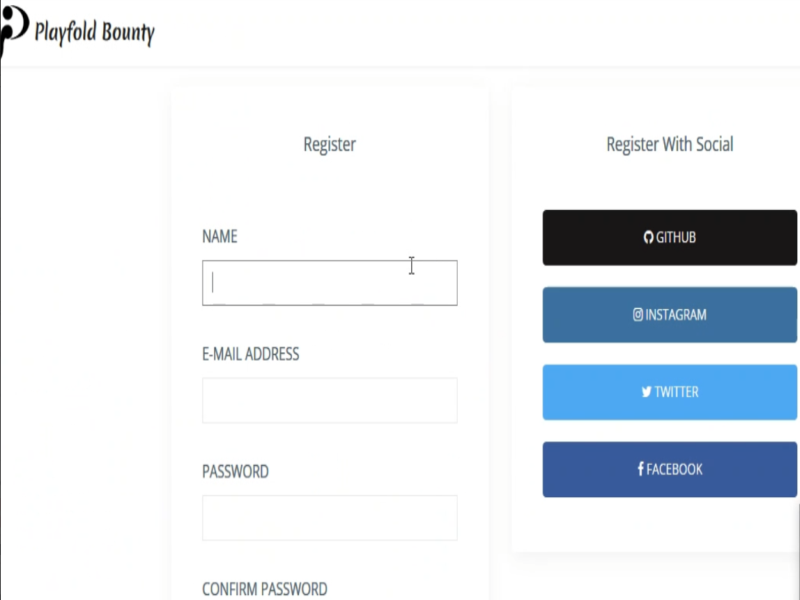 Playfold Bounty
Register
NAME
E-MAIL ADDRESS
PASSWORD
CONFIRM PASSWORD
Register With Social
GITHUB
INSTAGRAM
TWITTER
FACEBOOK